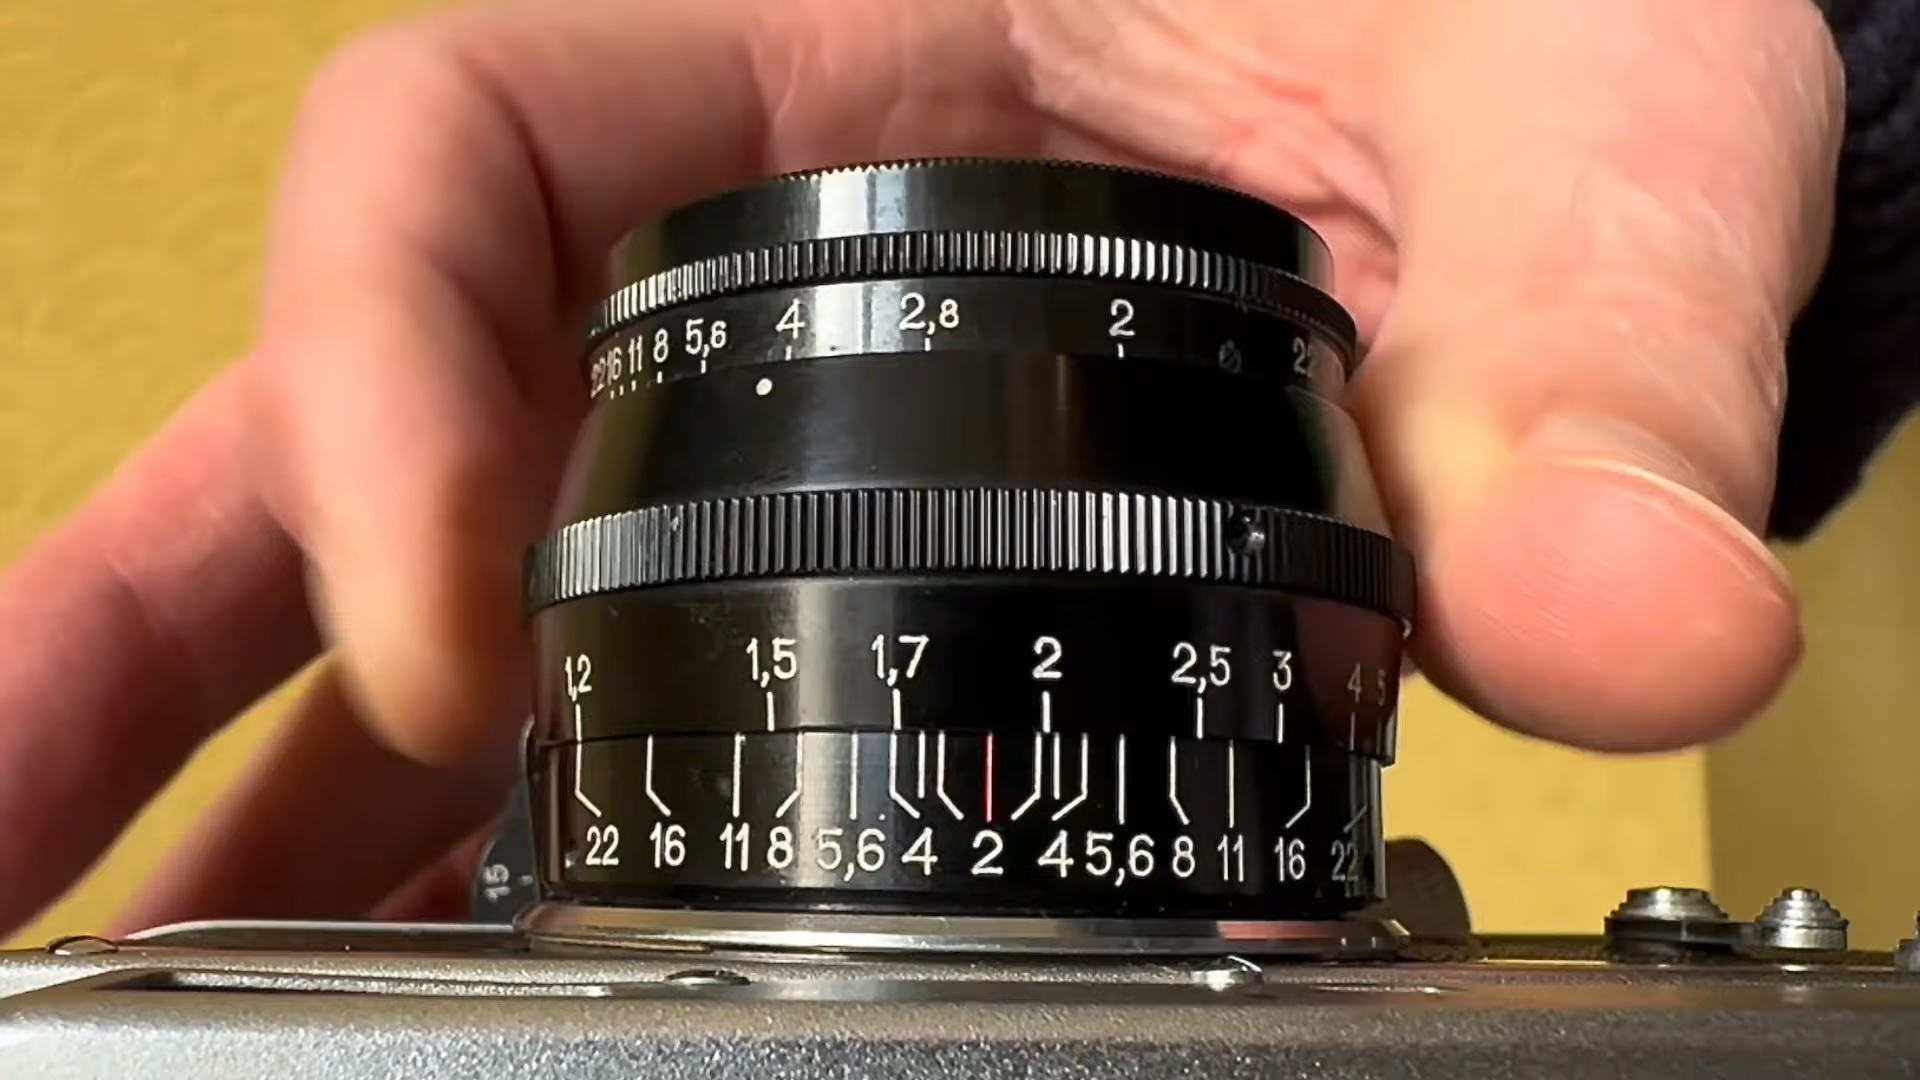 22 16 11 8 5,6 4 2,8 2 22
1,2 1,5 1,7 2 2,5 3 4 5
22 16 11 8 5,6 4 2 4 5,6 8 11 16 22
15